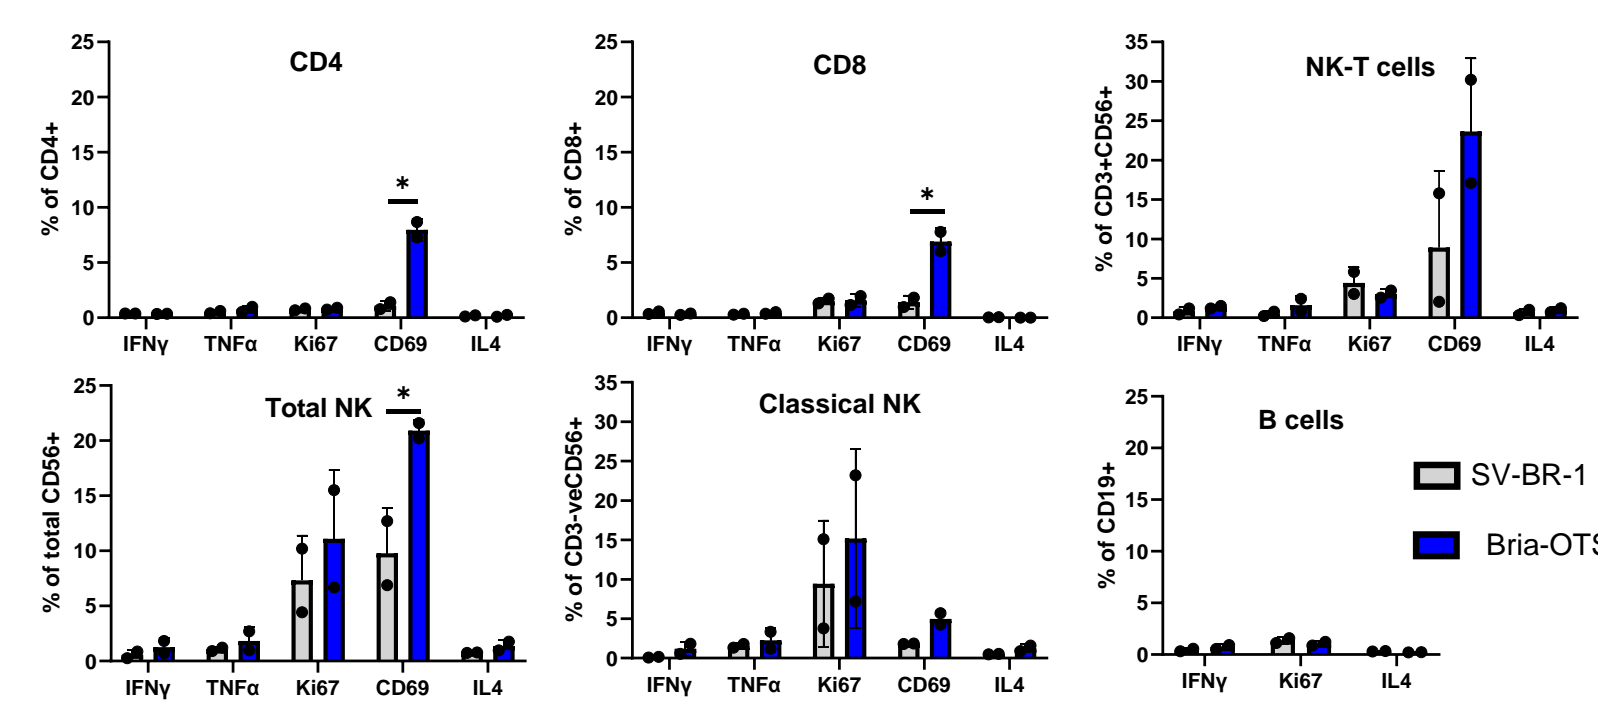 CD4
% of CD4+
25
20
15
10
5
0
*
IFNγ TNFα Ki67 CD69 IL4
CD8
% of CD8+
25
20
15
10
5
0
*
IFNγ TNFα Ki67 CD69 IL4
NK-T cells
% of CD3+CD56+
35
30
25
20
15
10
5
0
IFNγ TNFα Ki67 CD69 IL4
Total NK
% of total CD56+
25
20
15
10
5
0
*
IFNγ TNFα Ki67 CD69 IL4
Classical NK
% of CD3-veCD56+
35
30
25
20
15
10
5
0
IFNγ TNFα Ki67 CD69 IL4
B cells
% of CD19+
25
20
15
10
5
0
IFNγ Ki67 IL4
SV-BR-1
Bria-OTS